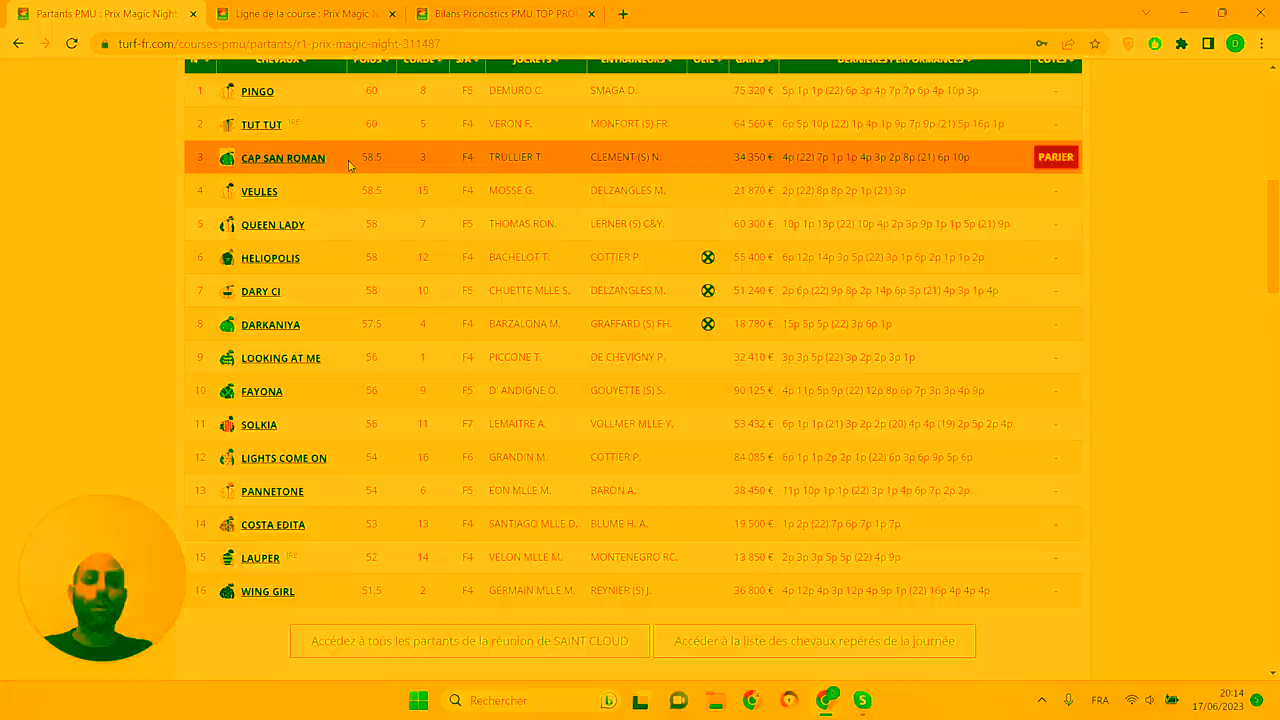 Partants PMU : Prix Magic Night
Ligne de la course : Prix Magic N
Bilans Pronostics PMU TOP PRO
turf-fr.com/courses-pmu/partants/r1-prix-magic-night-311487
N° CHEVAUX POIDS CORDE S/A JOCKEYS ENTRAINEURS OEIL GAINS DERNIÈRES PERFORMANCES COTES
1 PINGO 60 8 F5 DEMURO C. SMAGA D. 75 320 € 5p 1p 1p (22) 6p 3p 4p 7p 7p 6p 4p 10p 3p -
2 TUT TUT IRE 60 5 F4 VERON F. MONFORT (S) FR. 64 560 € 6p 5p 10p (22) 1p 4p 1p 9p 7p 9p (21) 5p 16p 1p -
3 CAP SAN ROMAN 58.5 3 F4 TRULLIER T. CLEMENT (S) N. 34 350 € 4p (22) 7p 1p 1p 4p 3p 2p 8p (21) 6p 10p PARIER
4 VEULES 58.5 15 F4 MOSSE G. DELZANGLES M. 21 870 € 2p (22) 8p 8p 2p 1p (21) 3p -
5 QUEEN LADY 58 7 F5 THOMAS RON. LERNER (S) C&Y. 60 300 € 10p 1p 13p (22) 10p 4p 2p 3p 9p 1p 1p 5p (21) 9p -
6 HELIOPOLIS 58 12 F4 BACHELOT T. COTTIER P. 55 400 € 6p 12p 14p 3p 5p (22) 3p 1p 6p 2p 1p 1p 2p -
7 DARY CI 58 10 F5 CHUETTE MLLE S. DELZANGLES M. 51 240 € 2p 6p (22) 9p 8p 2p 14p 6p 3p (21) 4p 3p 1p 4p -
8 DARKANIYA 57.5 4 F4 BARZALONA M. GRAFFARD (S) FH. 18 780 € 15p 5p 5p (22) 3p 6p 1p -
9 LOOKING AT ME 56 1 F4 PICCONE T. DE CHEVIGNY P. 32 410 € 3p 3p 5p (22) 3p 2p 2p 3p 1p -
10 FAYONA 56 9 F5 D' ANDIGNE O. GOUYETTE (S) S. 90 125 € 4p 11p 5p 9p (22) 12p 8p 6p 7p 3p 3p 4p 9p -
11 SOLKIA 56 11 F7 LEMAITRE A. VOLLMER MLLE Y. 53 432 € 6p 1p 1p (21) 3p 2p 2p (20) 4p 4p (19) 2p 5p 2p 4p -
12 LIGHTS COME ON 54 16 F6 GRANDIN M. COTTIER P. 84 085 € 6p 1p 1p 2p 2p 1p (22) 6p 3p 6p 9p 5p 6p -
13 PANNETONE 54 6 F5 EON MLLE M. BARON A. 38 450 € 11p 10p 1p 1p (22) 3p 1p 4p 6p 7p 2p 2p -
14 COSTA EDITA 53 13 F4 SANTIAGO MLLE D. BLUME H. A. 19 500 € 1p 2p (22) 7p 6p 7p 1p 7p -
15 LAUPER IRE 52 14 F4 VELON MLLE M. MONTENEGRO RC. 13 850 € 2p 3p 3p 5p 5p (22) 4p 9p -
16 WING GIRL 51.5 2 F4 GERMAIN MLLE M. REYNIER (S) J. 36 800 € 4p 12p 4p 3p 12p 4p 9p 1p (22) 16p 4p 4p 4p -
Accédez à tous les partants de la réunion de SAINT CLOUD
Accéder à la liste des chevaux repérés de la journée
Rechercher
FRA
20:14
17/06/2023